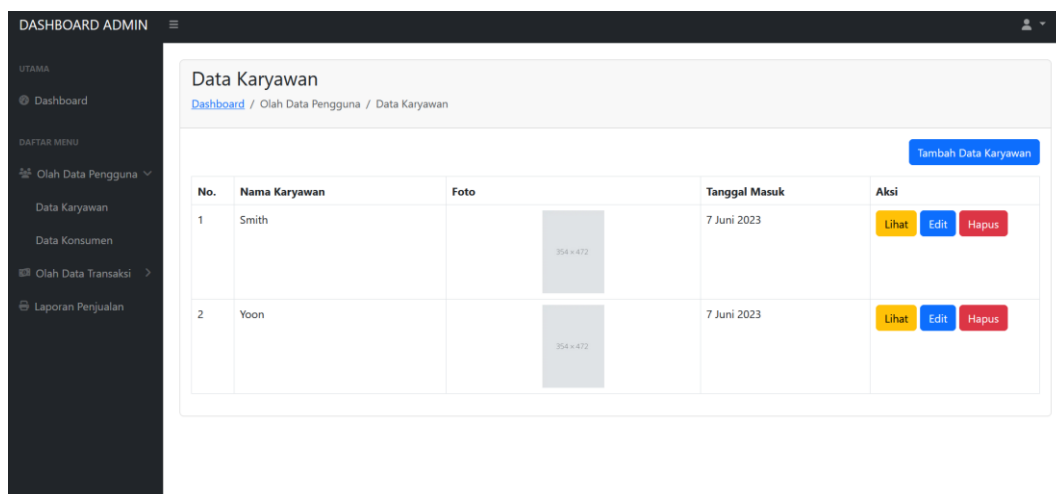 DASHBOARD ADMIN
UTAMA
Dashboard
DAFTAR MENU
Olah Data Pengguna
Data Karyawan
Data Konsumen
Olah Data Transaksi
Laporan Penjualan
Data Karyawan
Dashboard / Olah Data Pengguna / Data Karyawan
Tambah Data Karyawan
No. Nama Karyawan Foto Tanggal Masuk Aksi
1 Smith 7 Juni 2023 Lihat Edit Hapus
354 × 472
2 Yoon 7 Juni 2023 Lihat Edit Hapus
354 × 472